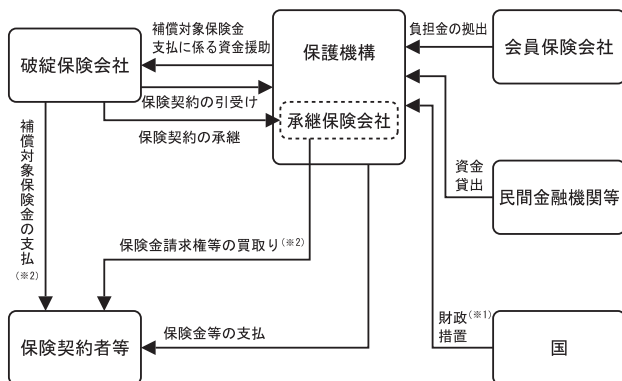 補償対象保険金
支払に係る資金援助
破綻保険会社
保護機構
負担金の拠出
会員保険会社
保険契約の引受け
承継保険会社
保険契約の承継
補償対象保険金の支払
(※2)
資金
貸出
民間金融機関等
保険金請求権等の買取り(※2)
保険契約者等
保険金等の支払
財政(※1)
措置
国